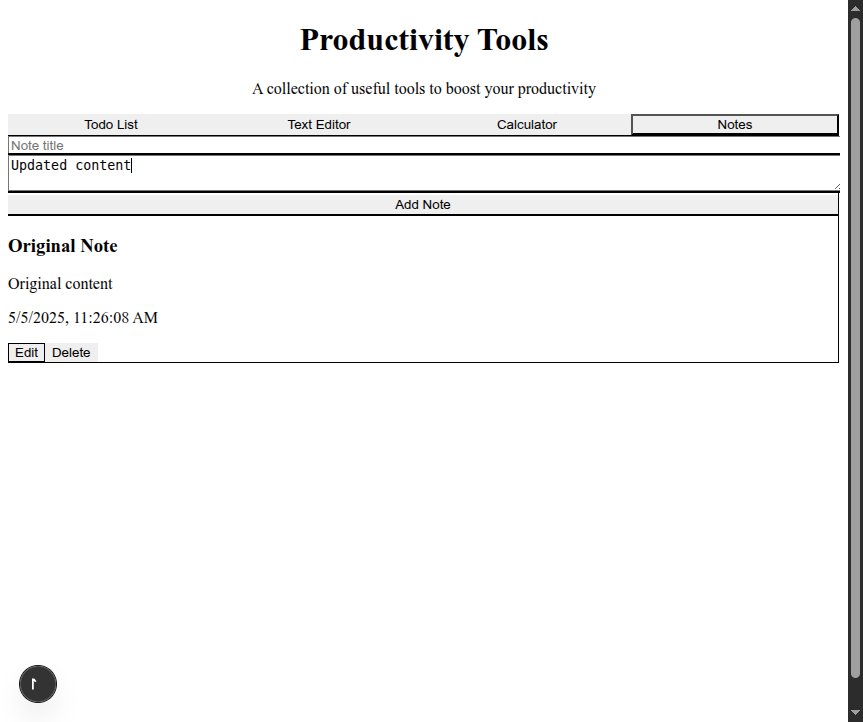 Productivity Tools
A collection of useful tools to boost your productivity
Todo List Text Editor Calculator Notes
Note title
Updated content
Add Note
Original Note
Original content
5/5/2025, 11:26:08 AM
Edit Delete